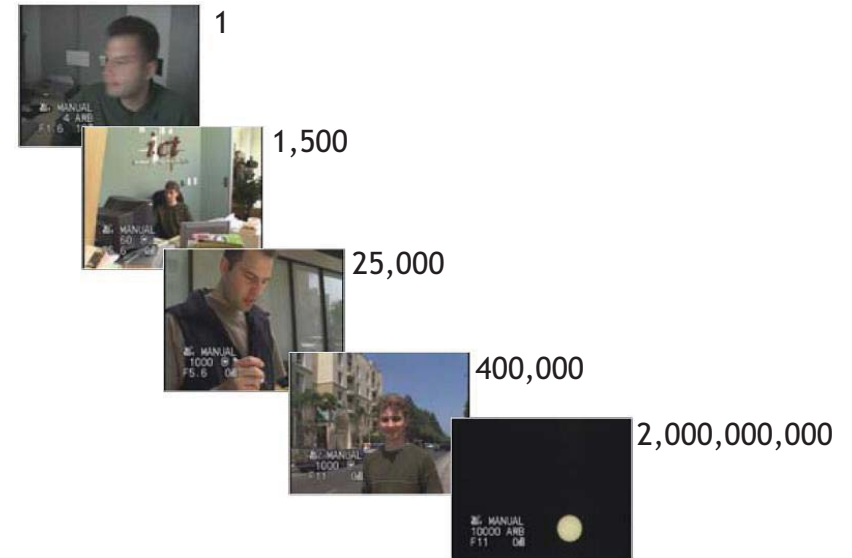 1
MANUAL
4 AWB
F1.6
1,500
ict
MANUAL
60
6
25,000
MANUAL
1000
F5.6
400,000
MANUAL
1000
F11
2,000,000,000
MANUAL
10000 AWB
F11